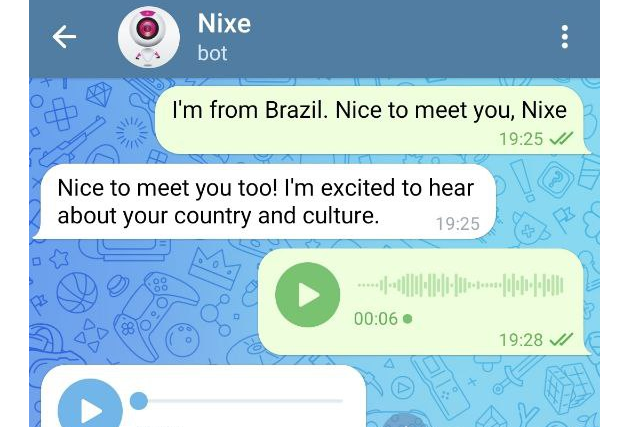 Nixe
bot
I'm from Brazil. Nice to meet you, Nixe
19:25
Nice to meet you too! I'm excited to hear
about your country and culture.
19:25
00:06
19:28